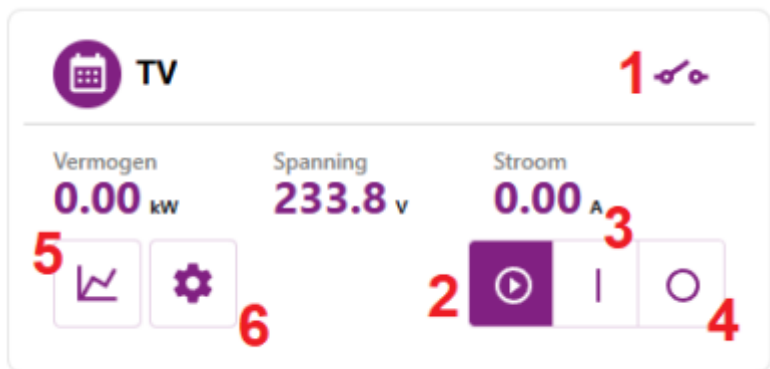 TV 1
Vermogen Spanning Stroom
0.00 kW 233.8 V 0.00 A
3
5 2
6 4